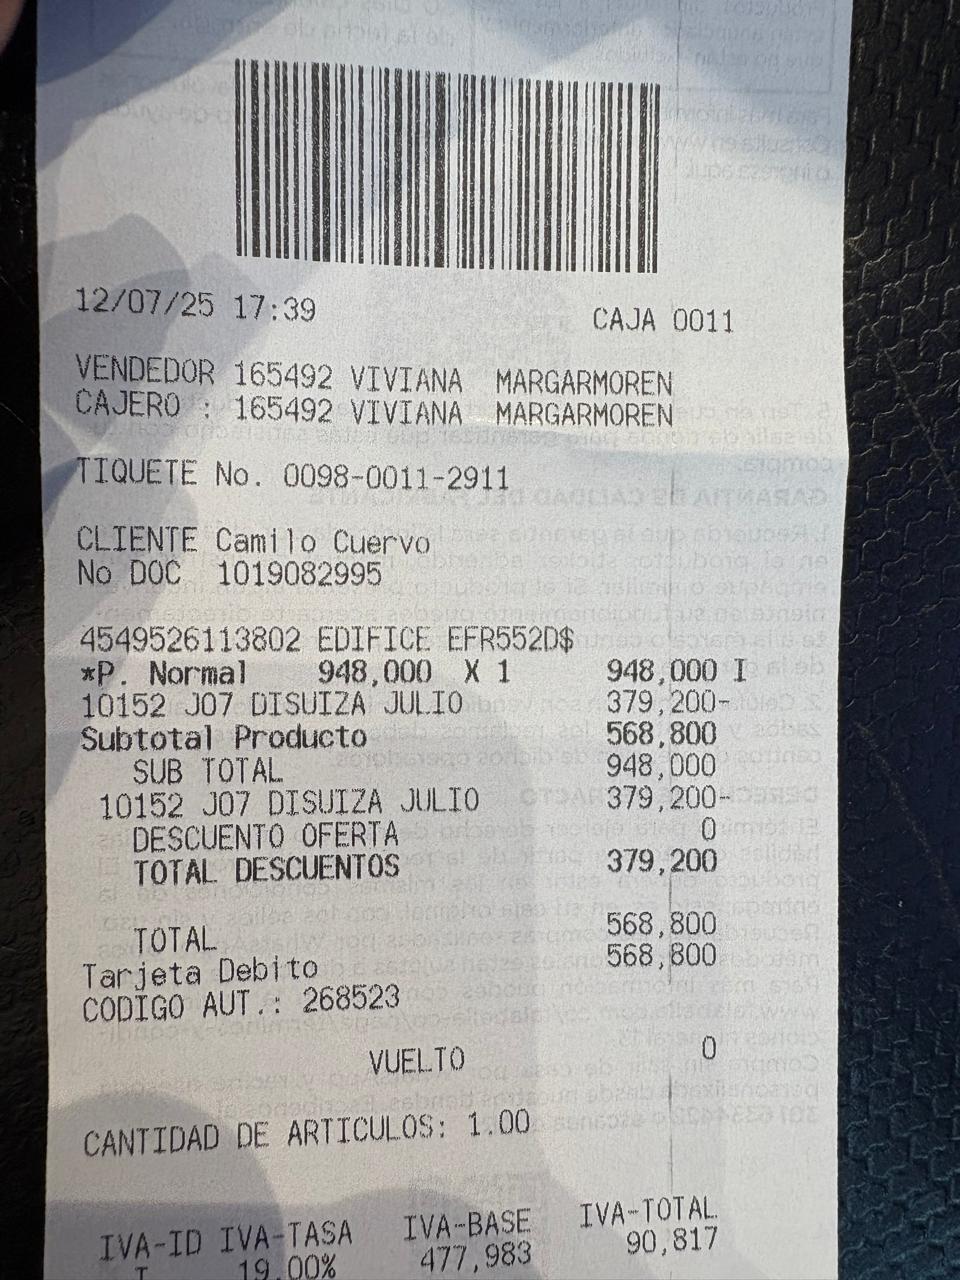 12/07/25 17:39 CAJA 0011
VENDEDOR 165492 VIVIANA MARGARMOREN
CAJERO : 165492 VIVIANA MARGARMOREN
TIQUETE No. 0098-0011-2911
CLIENTE Camilo Cuervo
No DOC 1019082995
4549526113802 EDIFICE EFR552D$
*P. Normal 948,000 X 1 948,000 I
10152 J07 DISUIZA JULIO 379,200-
Subtotal Producto 568,800
SUB TOTAL 948,000
10152 J07 DISUIZA JULIO 379,200-
DESCUENTO OFERTA 0
TOTAL DESCUENTOS 379,200
TOTAL 568,800
Tarjeta Debito 568,800
CODIGO AUT.: 268523
VUELTO 0
CANTIDAD DE ARTICULOS: 1.00
IVA-ID IVA-TASA IVA-BASE IVA-TOTAL
I 19.00% 477,983 90,817